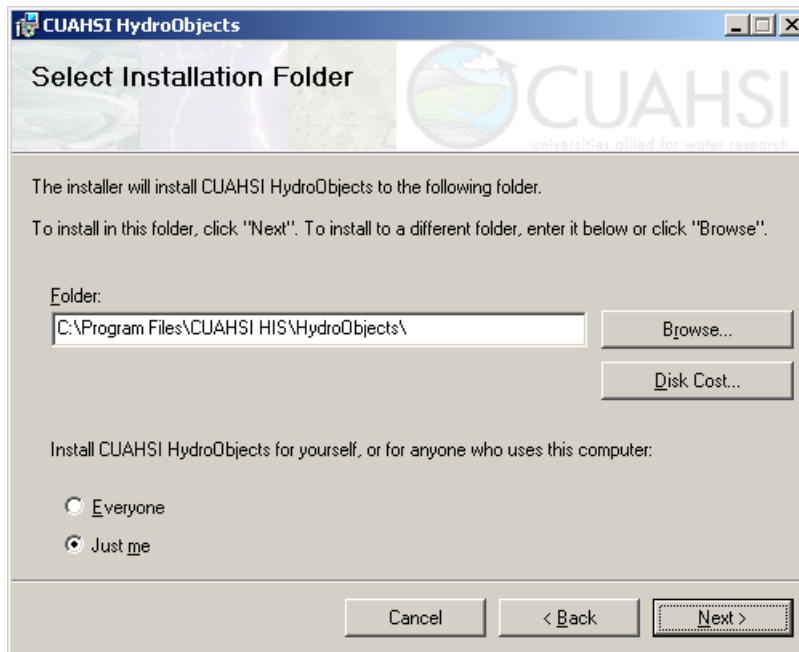 CUAHSI HydroObjects
Select Installation Folder
CUAHSI
universities allied for water research
The installer will install CUAHSI HydroObjects to the following folder.
To install in this folder, click "Next". To install to a different folder, enter it below or click "Browse".
Folder:
C:\Program Files\CUAHSI HIS\HydroObjects\
Browse...
Disk Cost...
Install CUAHSI HydroObjects for yourself, or for anyone who uses this computer:
Everyone
Just me
Cancel
< Back
Next >